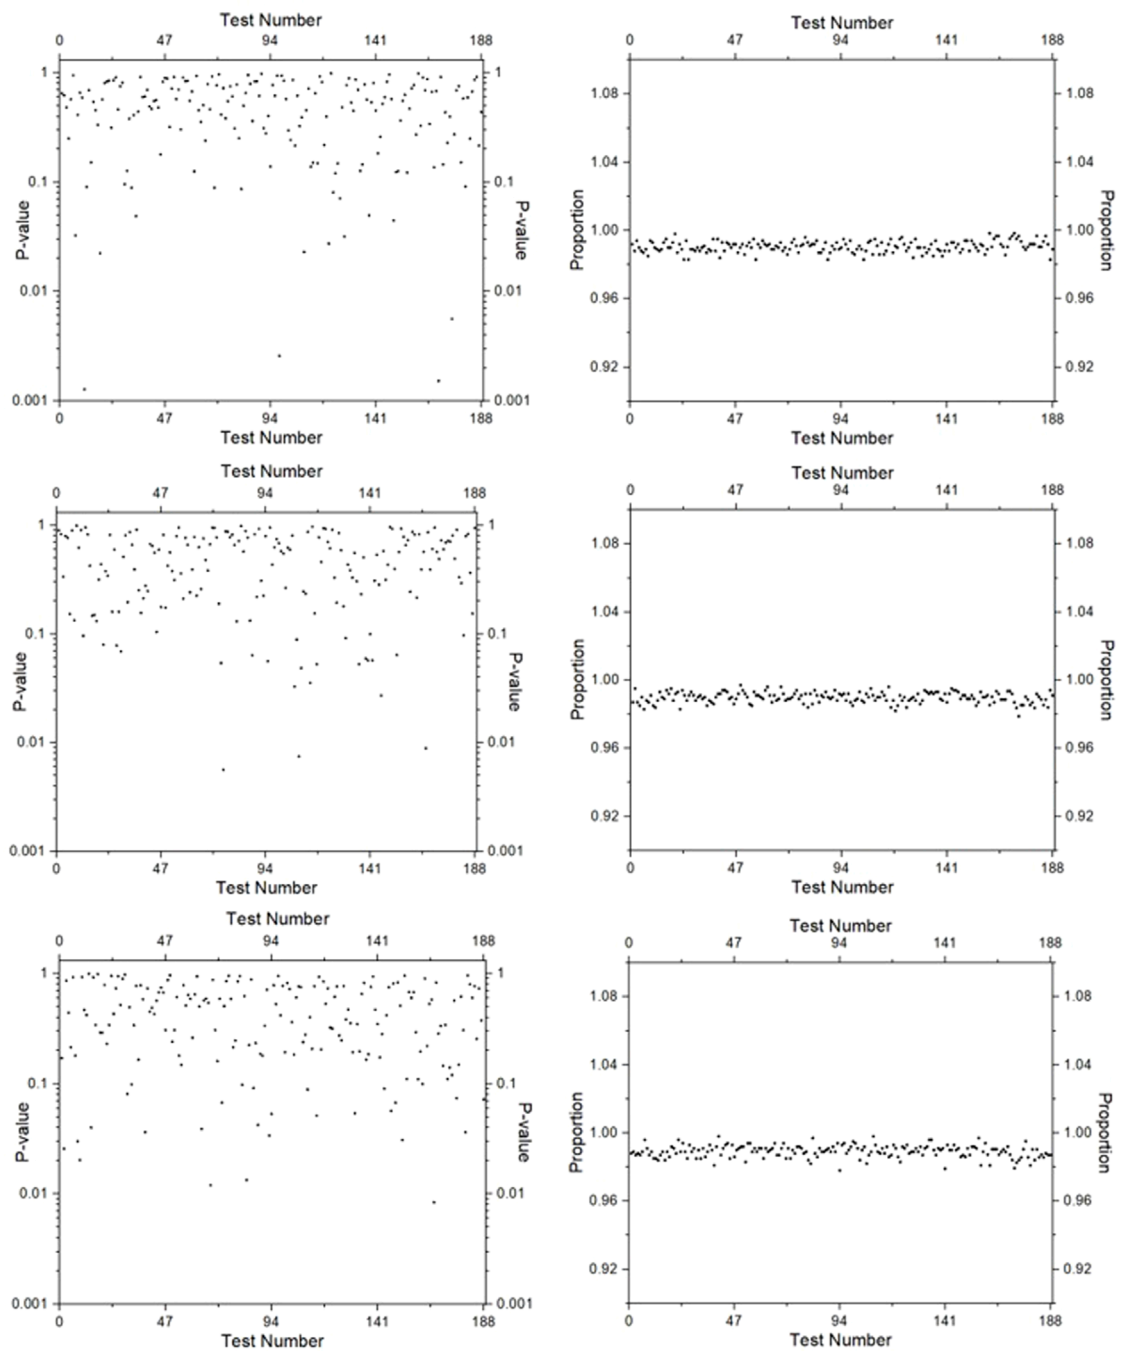 Test Number
0 47 94 141 188
1 1
0.1 0.1
P-value P-value
0.01 0.01
0.001 0.001
0 47 94 141 188
Test Number
Test Number
0 47 94 141 188
1.08 1.08
1.04 1.04
1.00 1.00
Proportion Proportion
0.96 0.96
0.92 0.92
0 47 94 141 188
Test Number
Test Number
0 47 94 141 188
1 1
0.1 0.1
P-value P-value
0.01 0.01
0.001 0.001
0 47 94 141 188
Test Number
Test Number
0 47 94 141 188
1.08 1.08
1.04 1.04
1.00 1.00
Proportion Proportion
0.96 0.96
0.92 0.92
0 47 94 141 188
Test Number
Test Number
0 47 94 141 188
1 1
0.1 0.1
P-value P-value
0.01 0.01
0.001 0.001
0 47 94 141 188
Test Number
Test Number
0 47 94 141 188
1.08 1.08
1.04 1.04
1.00 1.00
Proportion Proportion
0.96 0.96
0.92 0.92
0 47 94 141 188
Test Number